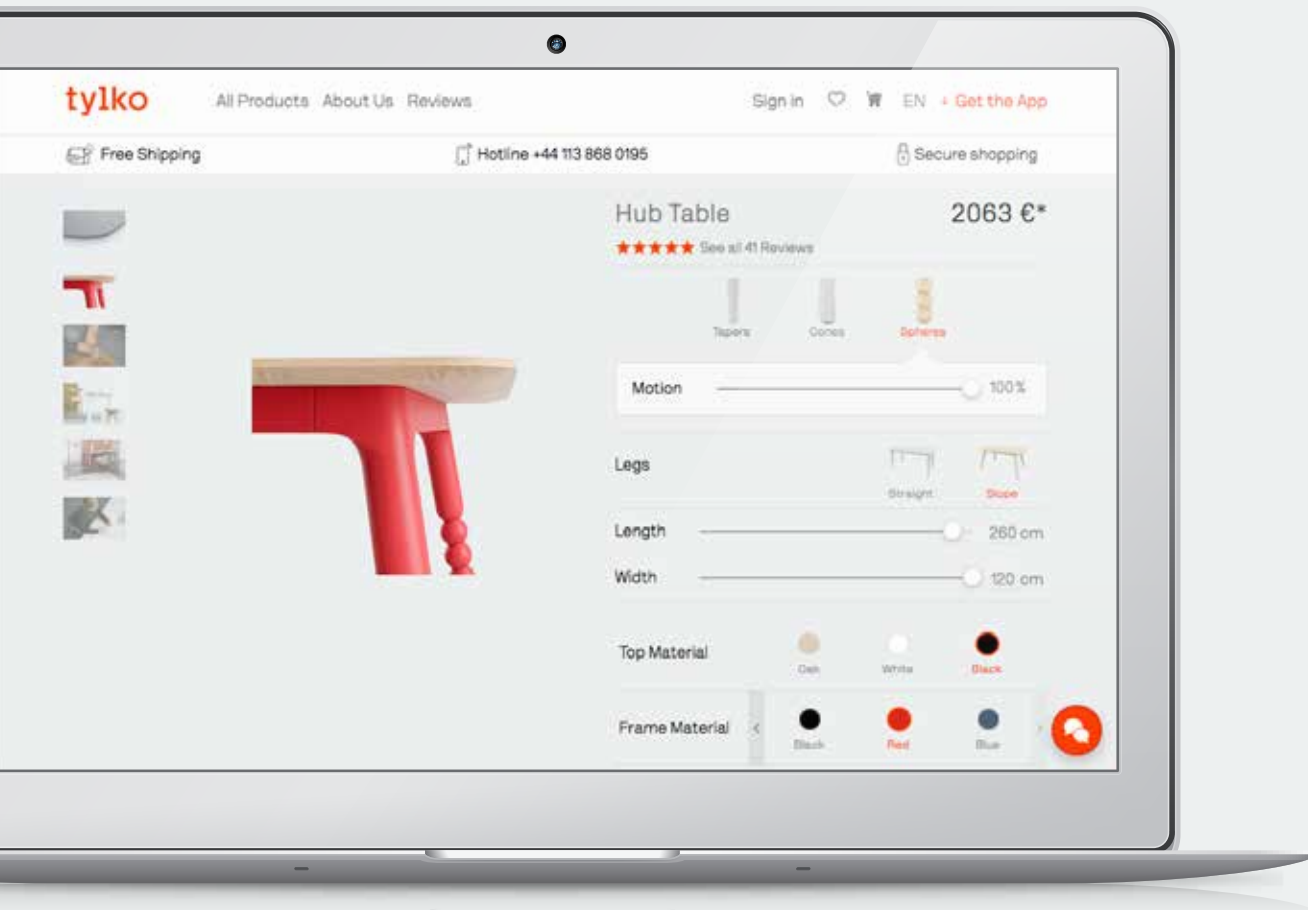 tylko All Products About Us Reviews Sign in EN + Get the App
Free Shipping Hotline +44 113 868 0195 Secure shopping
Hub Table 2063 €*
See all 41 Reviews
Tapers Cones Spheres
Motion 100%
Legs
Straight Slope
Length 260 cm
Width 120 cm
Top Material
Oak White Black
Frame Material
Black Red Blue